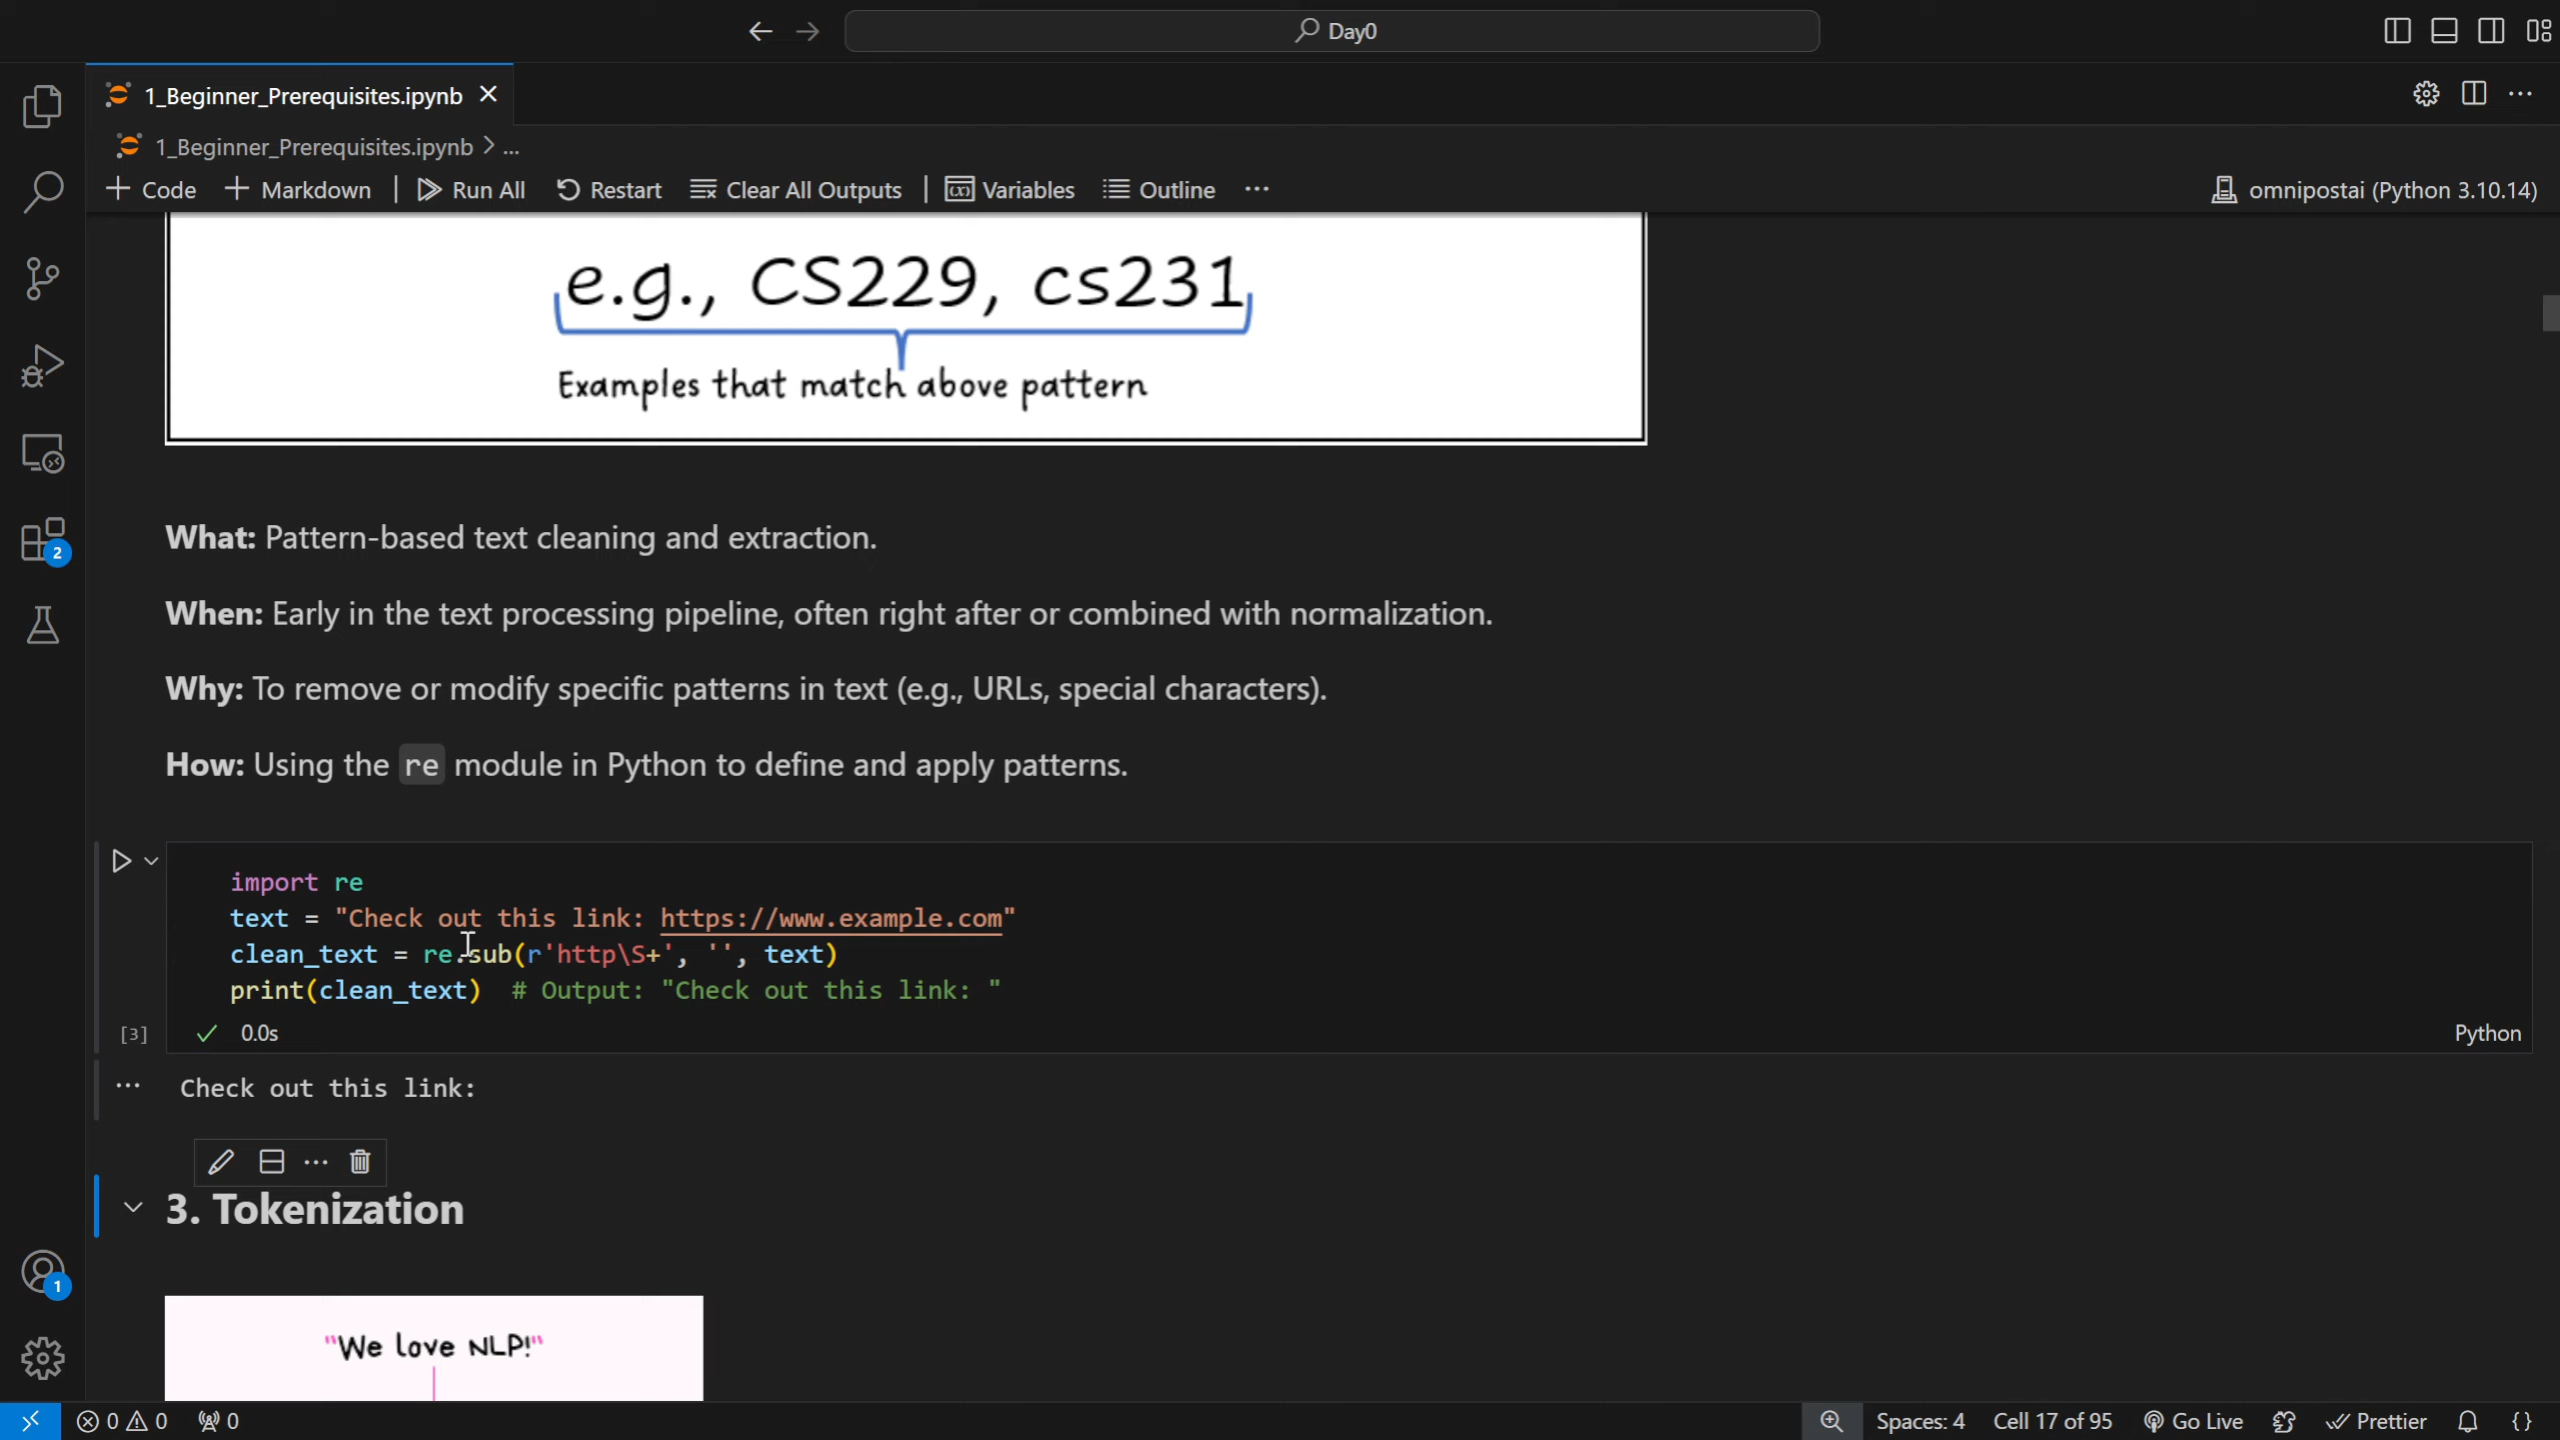 Day0
1_Beginner_Prerequisites.ipynb
1_Beginner_Prerequisites.ipynb > ...
Code Markdown Run All Restart Clear All Outputs Variables Outline ... omnipostai (Python 3.10.14)
e.g., CS229, cs231
Examples that match above pattern
What: Pattern-based text cleaning and extraction.
When: Early in the text processing pipeline, often right after or combined with normalization.
Why: To remove or modify specific patterns in text (e.g., URLs, special characters).
How: Using the re module in Python to define and apply patterns.
import re
text = "Check out this link: https://www.example.com"
clean_text = re.sub(r'http\S+', '', text)
print(clean_text)  # Output: "Check out this link: "
[3] 0.0s Python
Check out this link:
3. Tokenization
"We love NLP!"
2
1
0 0 0 Spaces: 4 Cell 17 of 95 Go Live Prettier {}